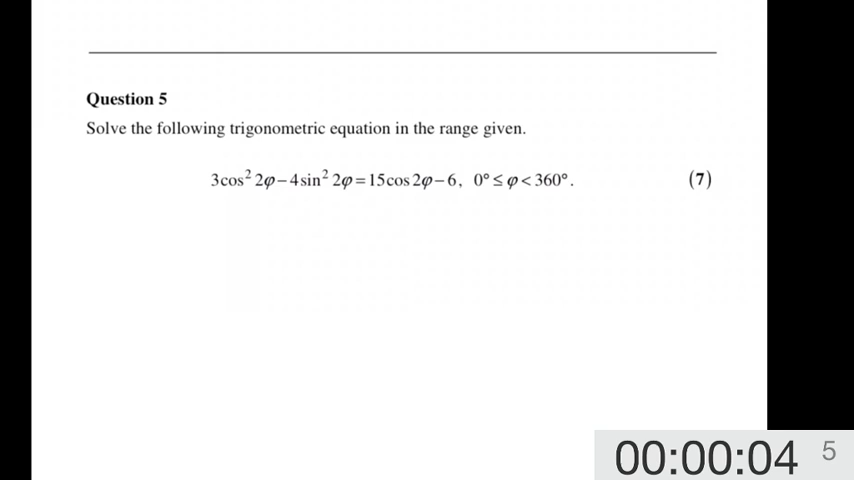 Question 5
Solve the following trigonometric equation in the range given.
3cos² 2φ − 4sin² 2φ = 15cos 2φ − 6, 0° ≤ φ < 360°. (7)
00:00:04 5